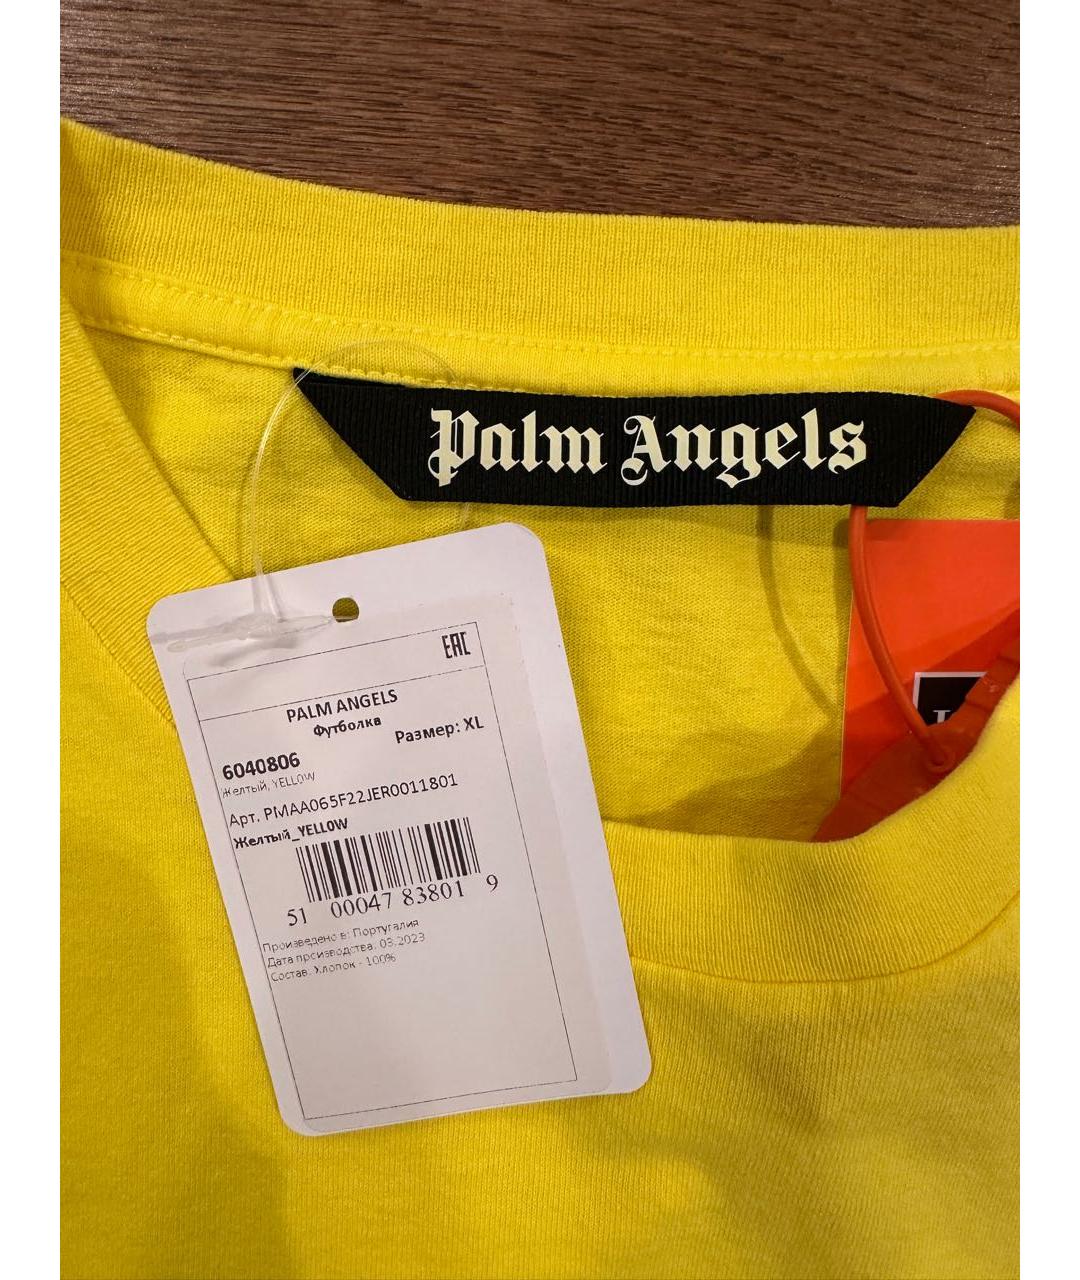 Palm Angels
EAC
PALM ANGELS
Футболка
Размер: XL
6040806
Желтый, YELLOW
Арт. PMAA065F22JER0011801
Желтый_YELLOW
51 00047 83801 9
Произведено в: Португалия
Дата производства: 03.2023
Состав: Хлопок - 100%